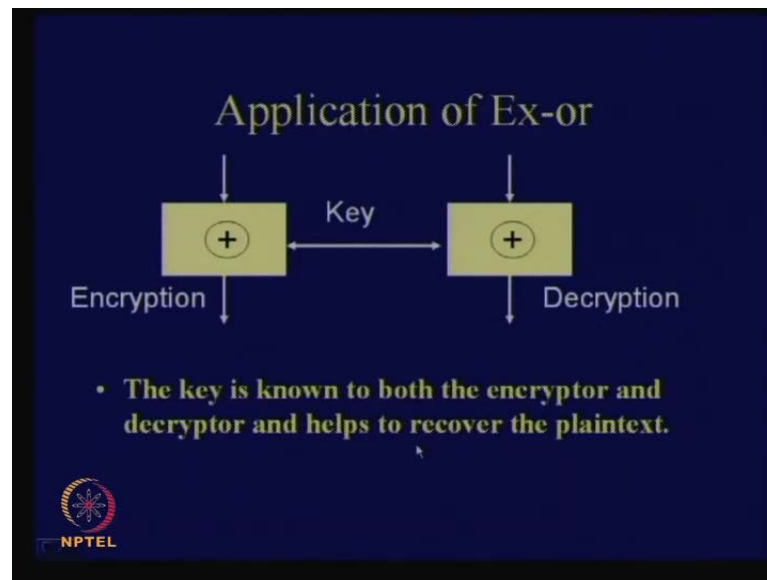 Application of Ex-or
Key
+
+
Encryption
Decryption
• The key is known to both the encryptor and
decryptor and helps to recover the plaintext.
NPTEL